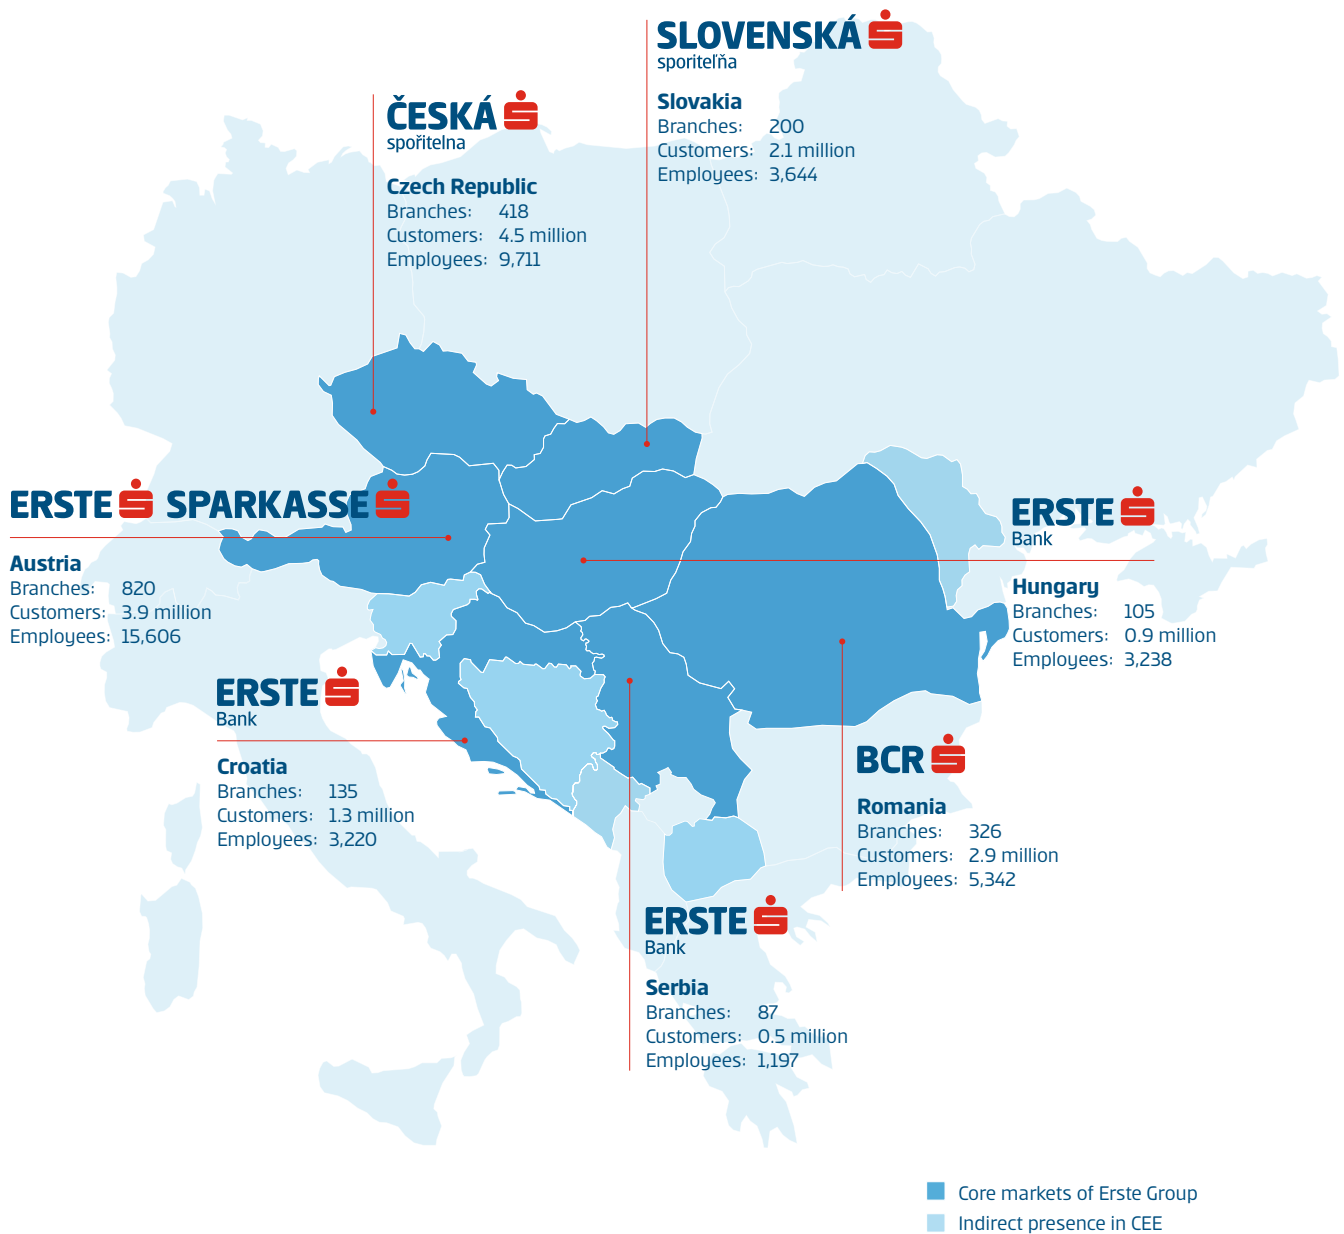 SLOVENSKÁ
sporiteľňa
Slovakia
Branches: 200
Customers: 2.1 million
Employees: 3,644
ČESKÁ
spořitelna
Czech Republic
Branches: 418
Customers: 4.5 million
Employees: 9,711
ERSTE SPARKASSE
Austria
Branches: 820
Customers: 3.9 million
Employees: 15,606
ERSTE
Bank
Hungary
Branches: 105
Customers: 0.9 million
Employees: 3,238
ERSTE
Bank
Croatia
Branches: 135
Customers: 1.3 million
Employees: 3,220
BCR
Romania
Branches: 326
Customers: 2.9 million
Employees: 5,342
ERSTE
Bank
Serbia
Branches: 87
Customers: 0.5 million
Employees: 1,197
Core markets of Erste Group
Indirect presence in CEE